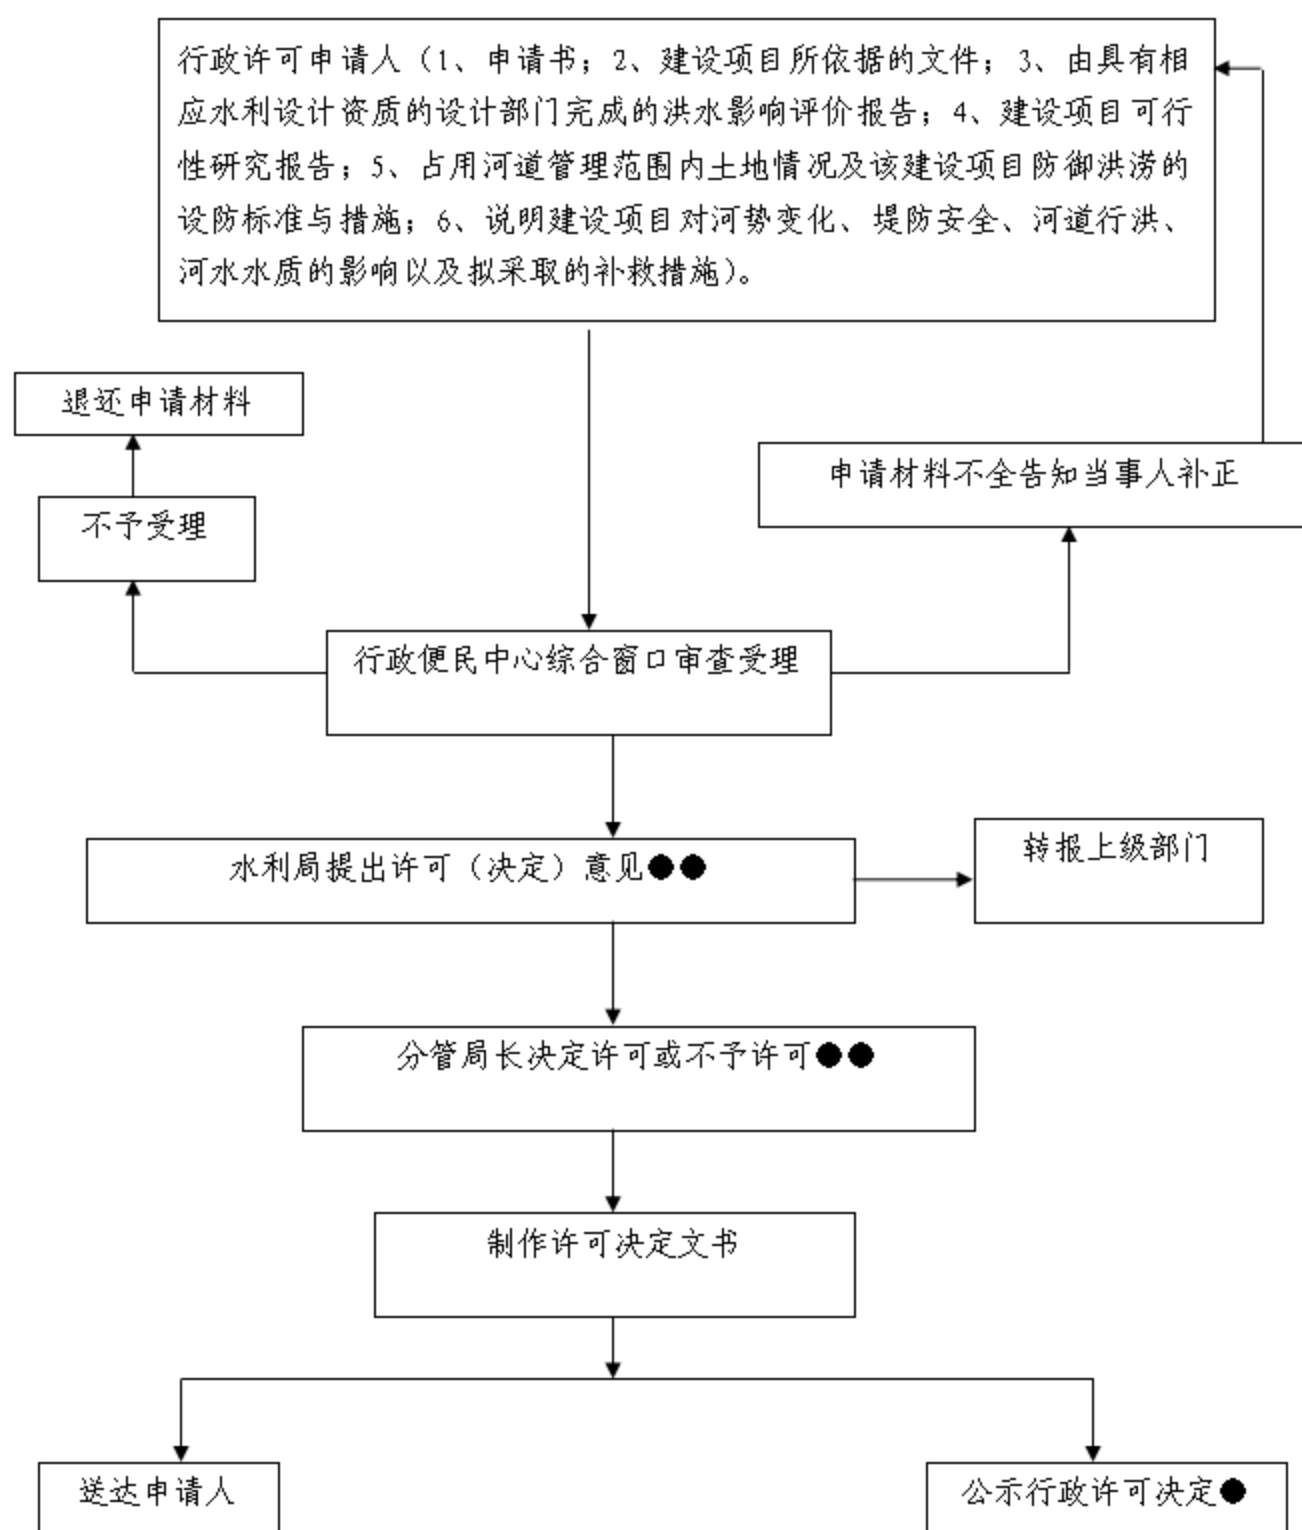 行政许可申请人（1、申请书；2、建设项目所依据的文件；3、由具有相
应水利设计资质的设计部门完成的洪水影响评价报告；4、建设项目可行
性研究报告；5、占用河道管理范围内土地情况及该建设项目防御洪涝的
设防标准与措施；6、说明建设项目对河势变化、堤防安全、河道行洪、
河水水质的影响以及拟采取的补救措施）。
退还申请材料
申请材料不全告知当事人补正
不予受理
行政便民中心综合窗口审查受理
水利局提出许可（决定）意见●●
转报上级部门
分管局长决定许可或不予许可●●
制作许可决定文书
送达申请人
公示行政许可决定●